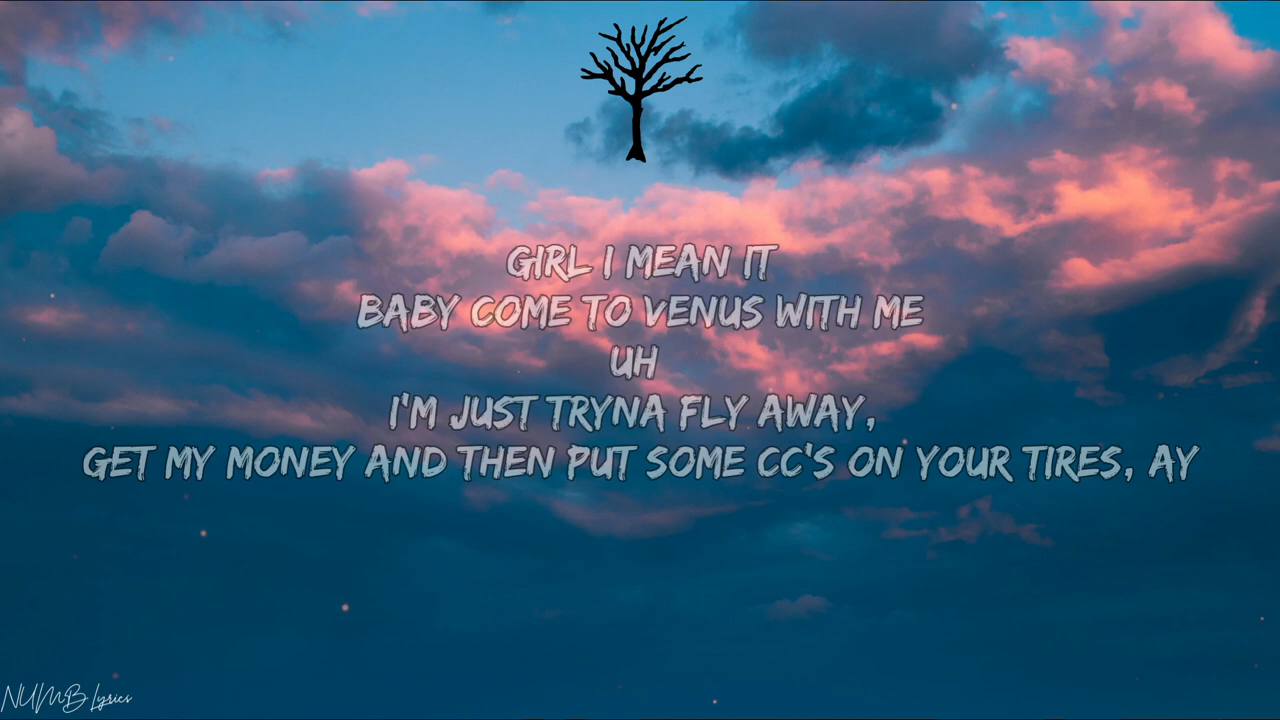 GIRL I MEAN IT
BABY COME TO VENUS WITH ME
UH
I'M JUST TRYNA FLY AWAY,
GET MY MONEY AND THEN PUT SOME CC'S ON YOUR TIRES, AY
NUMB Lyrics